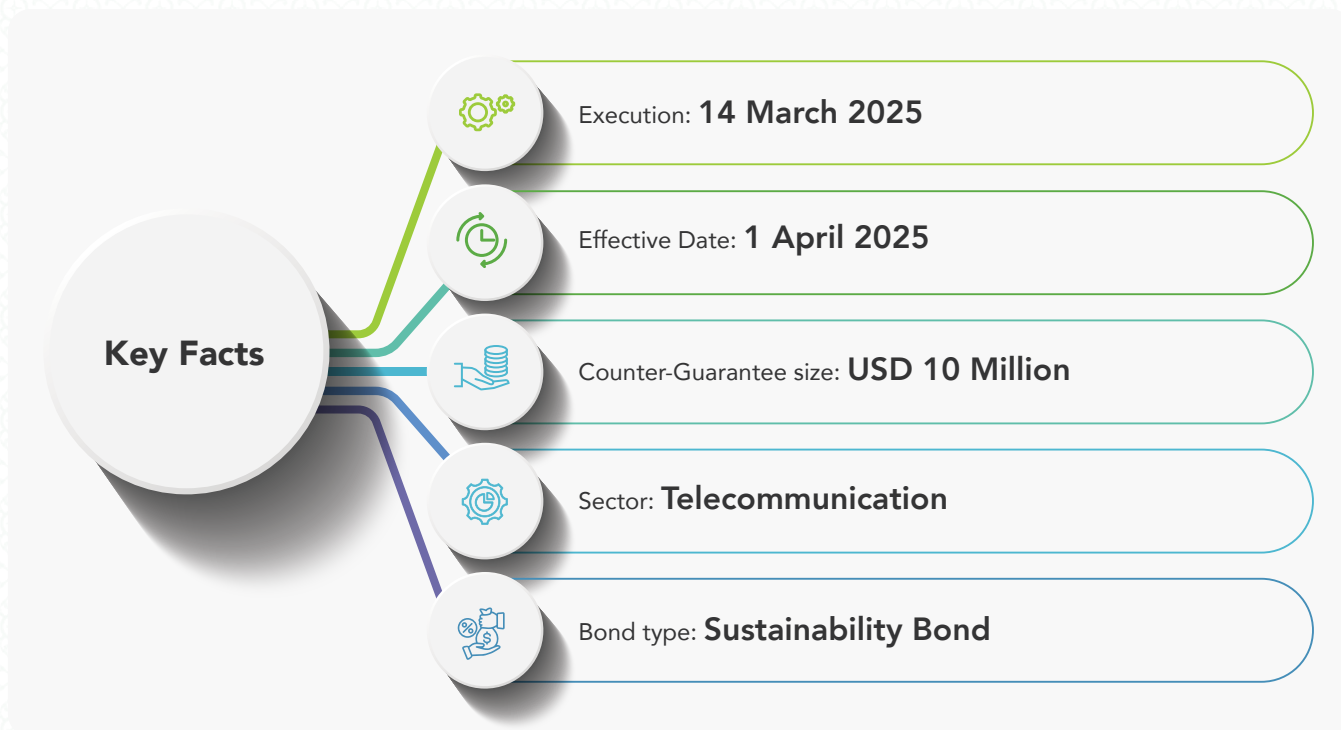 Key Facts
Execution: 14 March 2025
Effective Date: 1 April 2025
Counter-Guarantee size: USD 10 Million
Sector: Telecommunication
Bond type: Sustainability Bond